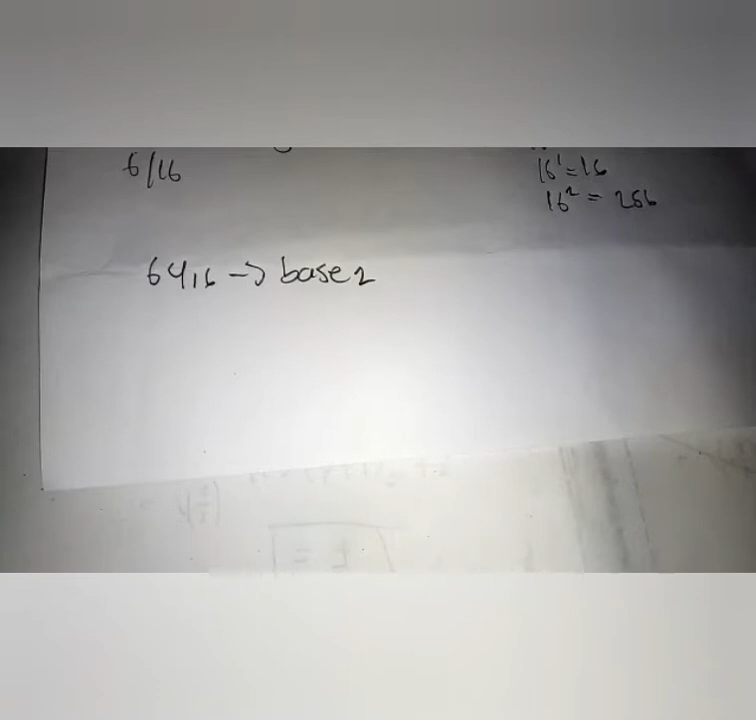 6/16
16¹=16
16² = 256
64₁₆ → base 2